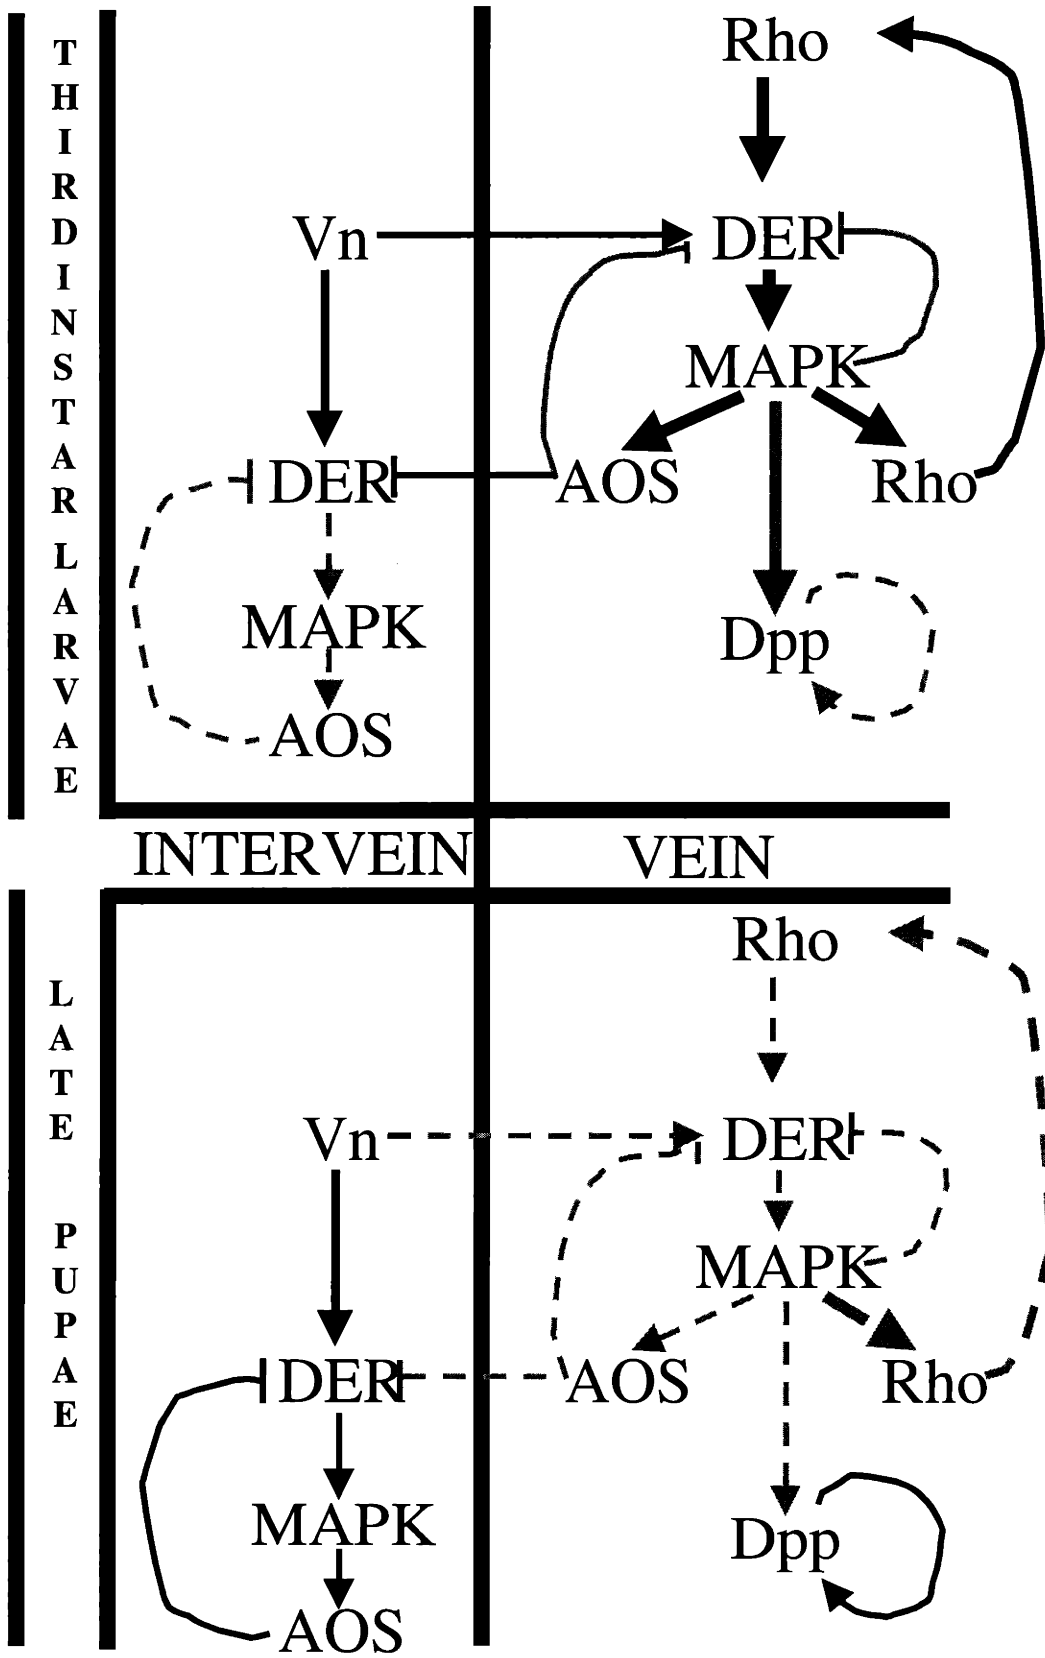 THIRD INSTAR LARVAE
Rho
Vn
DER
MAPK
DER
AOS
Rho
MAPK
Dpp
AOS
INTERVEIN
VEIN
LATE PUPAE
Rho
Vn
DER
MAPK
DER
AOS
Rho
MAPK
Dpp
AOS